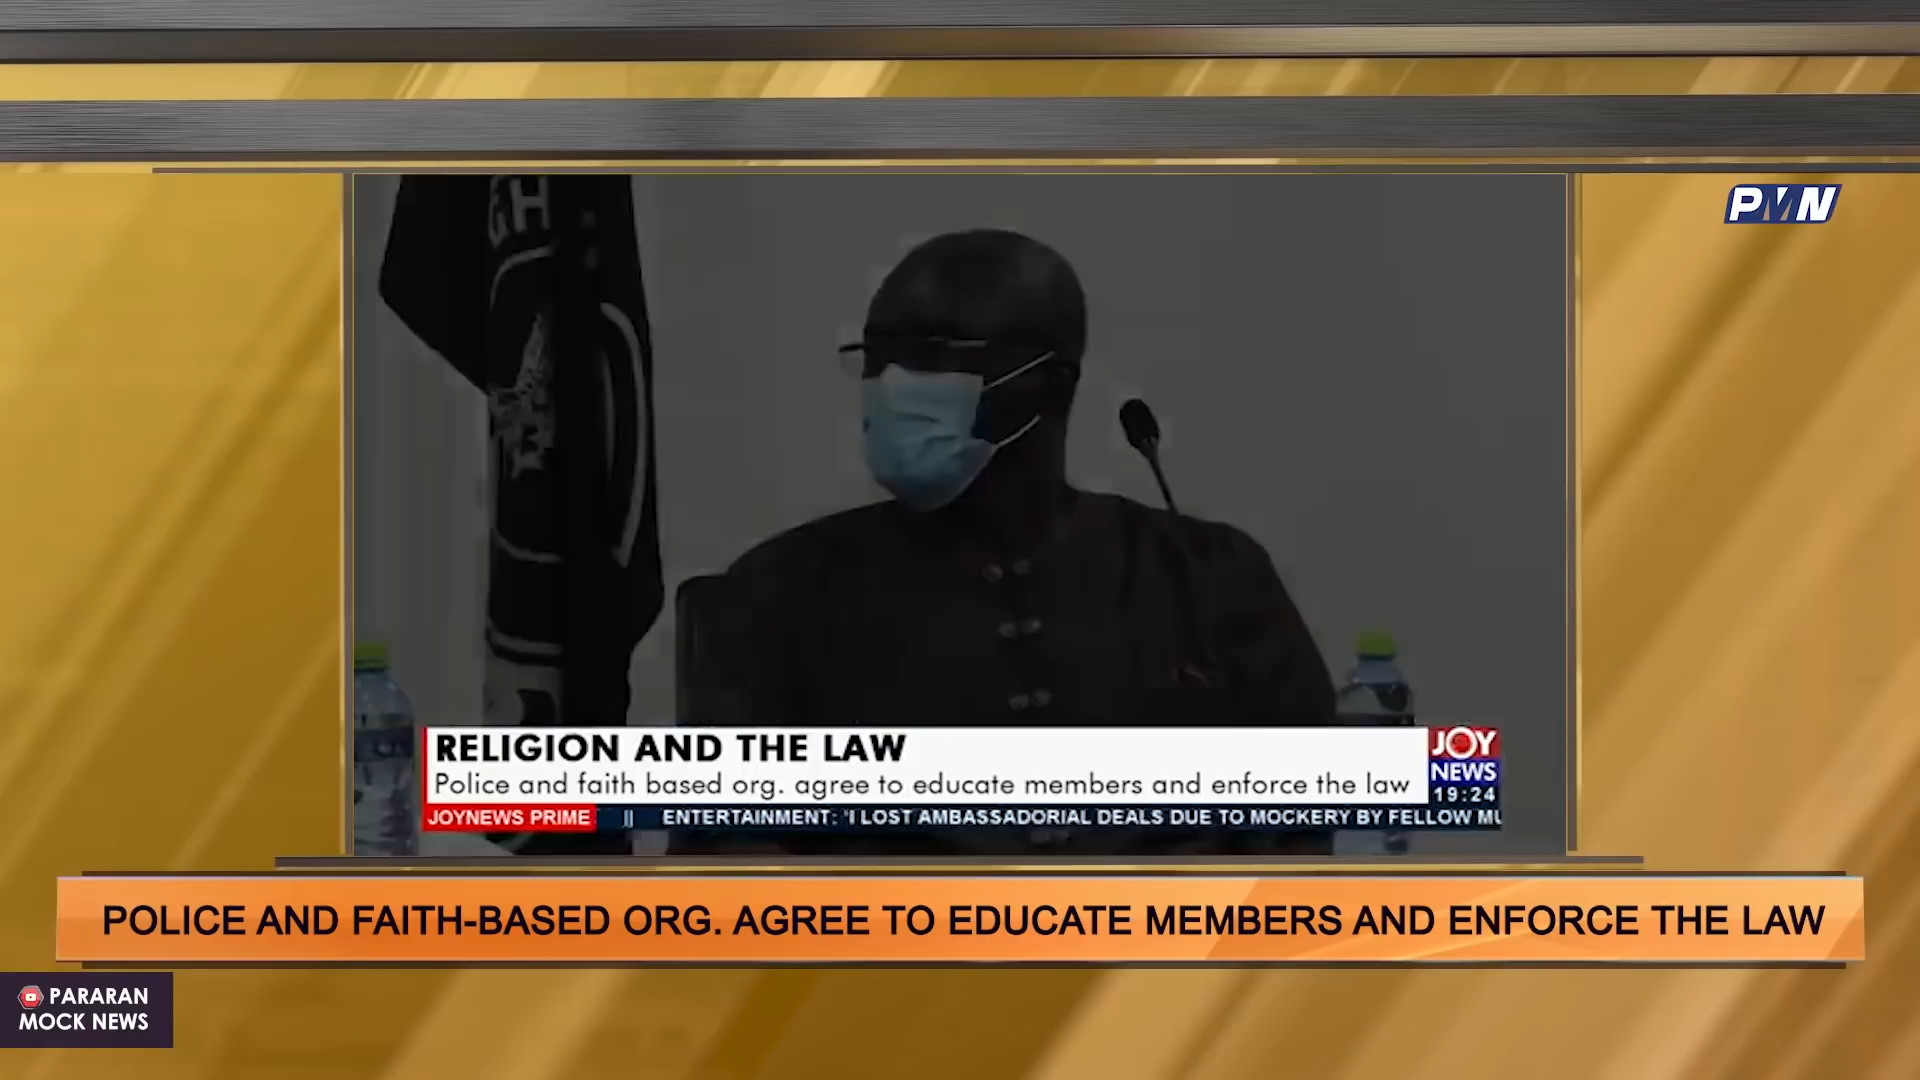 PMN
GH
RELIGION AND THE LAW
Police and faith based org. agree to educate members and enforce the law
JOY
NEWS
19:24
JOYNEWS PRIME || ENTERTAINMENT: 'I LOST AMBASSADORIAL DEALS DUE TO MOCKERY BY FELLOW
POLICE AND FAITH-BASED ORG. AGREE TO EDUCATE MEMBERS AND ENFORCE THE LAW
PARARAN
MOCK NEWS